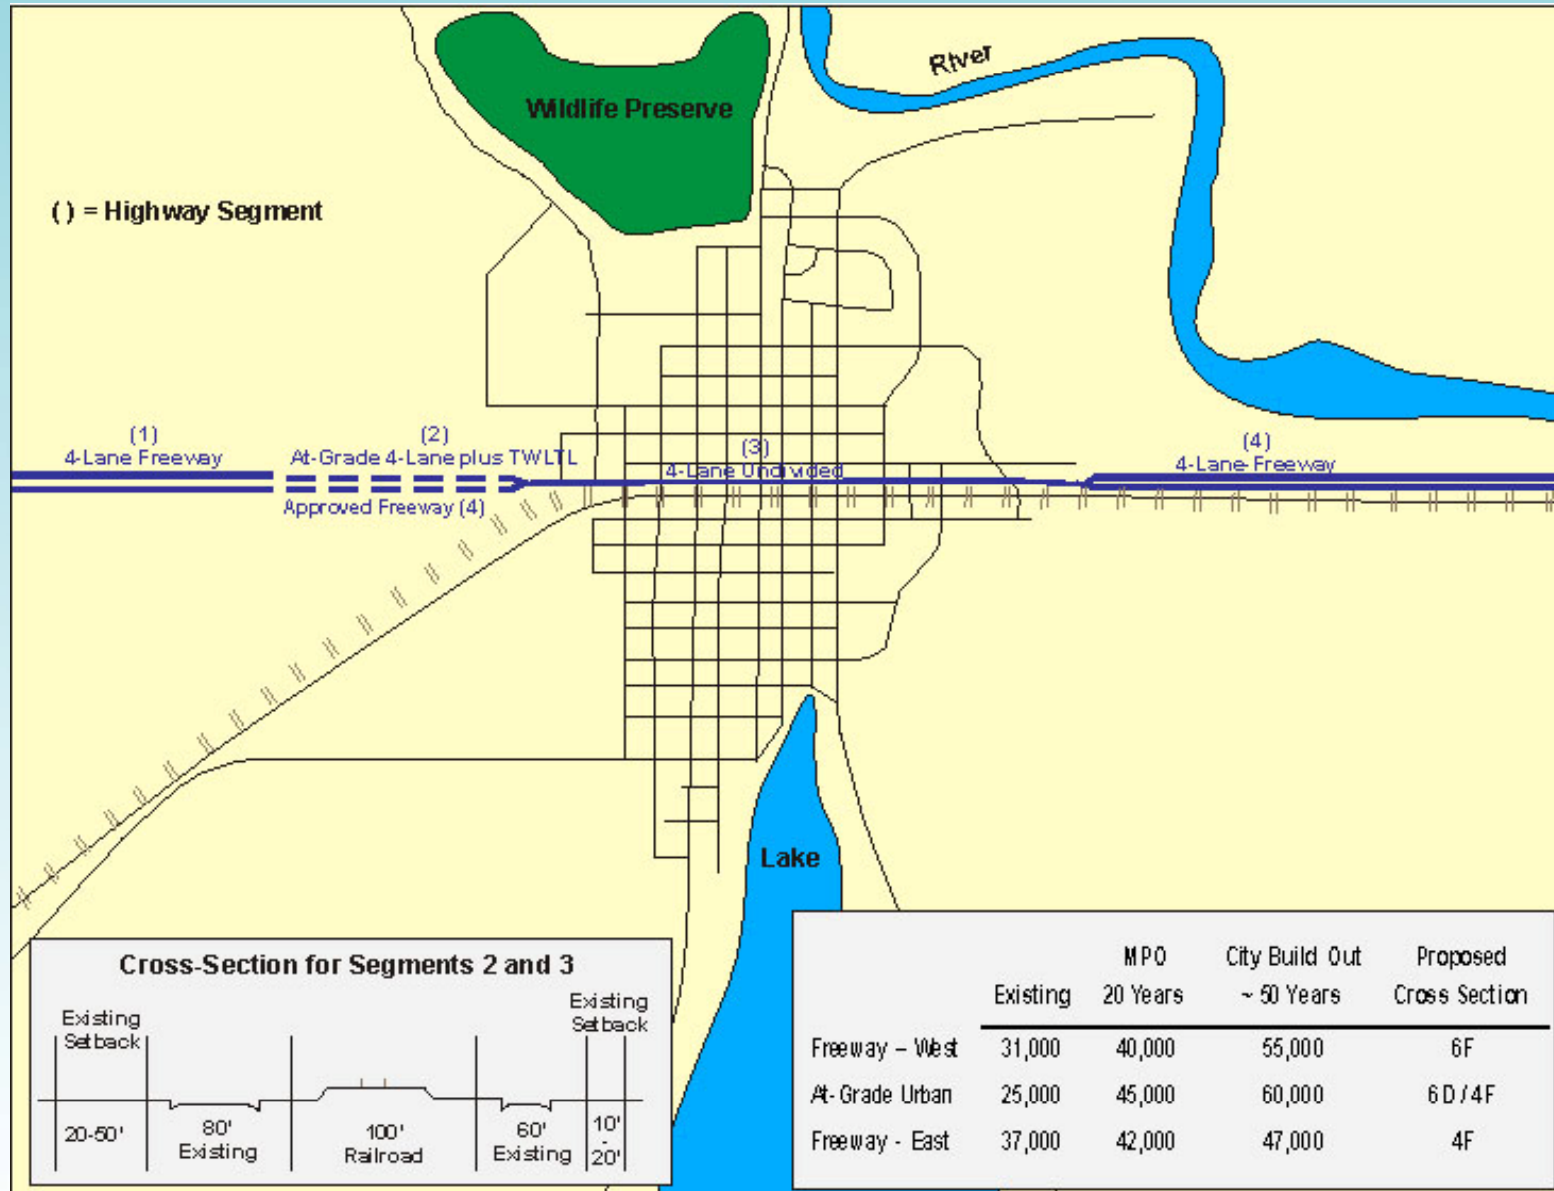 River
Wildlife Preserve
( ) = Highway Segment
(1)
4-Lane Freeway
(2)
At-Grade 4-Lane plus TWLTL
Approved Freeway (4)
(3)
4-Lane Undivided
(4)
4-Lane Freeway
Lake
Cross-Section for Segments 2 and 3
Existing
Setback
Existing
Setback
20-50'
80'
Existing
100'
Railroad
60'
Existing
10'
-
20'
MPO City Build Out Proposed
Existing 20 Years ~ 50 Years Cross Section
Freeway – West 31,000 40,000 55,000 6F
At-Grade Urban 25,000 45,000 60,000 6D / 4F
Freeway - East 37,000 42,000 47,000 4F